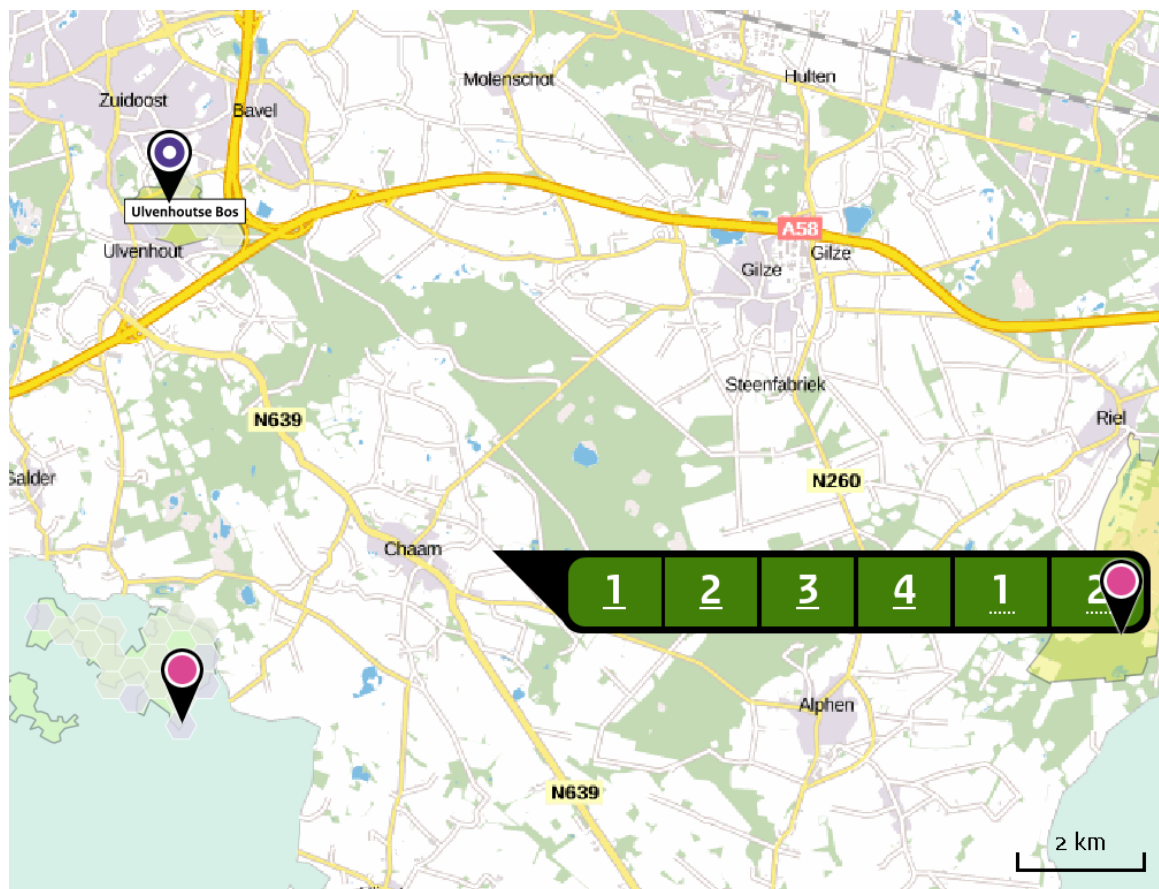 Molenschot
Hulten
Zuidoost
Bavel
Ulvenhoutse Bos
A58
Ulvenhout
Gilze
Gilze
Steenfabriek
N639
Riel
N260
Chaam
1 2 3 4 1 2
Alphen
N639
2 km